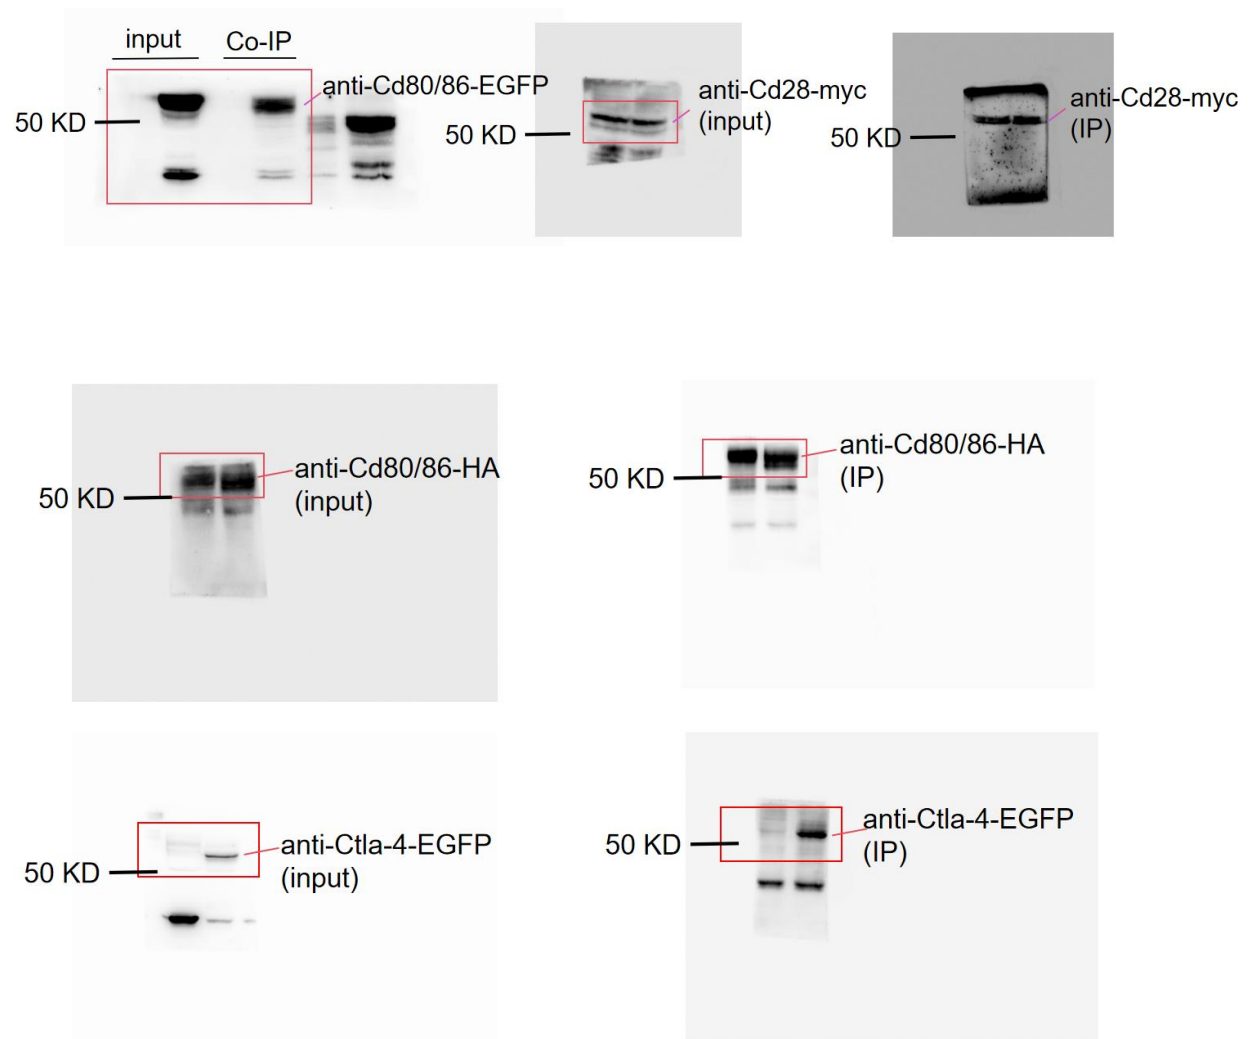 input
Co-IP
anti-Cd80/86-EGFP
50 KD
anti-Cd28-myc
(input)
50 KD
anti-Cd28-myc
(IP)
50 KD
anti-Cd80/86-HA
(input)
50 KD
anti-Cd80/86-HA
(IP)
50 KD
anti-Ctla-4-EGFP
(input)
50 KD
anti-Ctla-4-EGFP
(IP)
50 KD